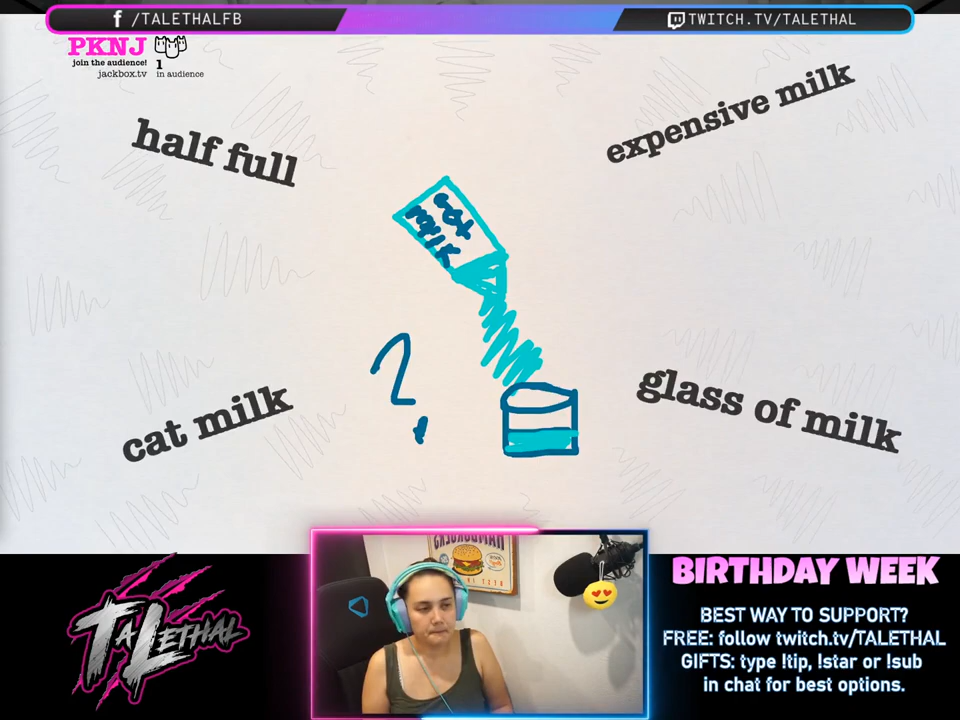 /TALETHALFB
TWITCH.TV/TALETHAL
PKNJ
join the audience!
jackbox.tv
1
in audience
half full
expensive milk
milk
?
cat milk
glass of milk
TALETHAL
BIRTHDAY WEEK
BEST WAY TO SUPPORT?
FREE: follow twitch.tv/TALETHAL
GIFTS: type !tip, !star or !sub
in chat for best options.